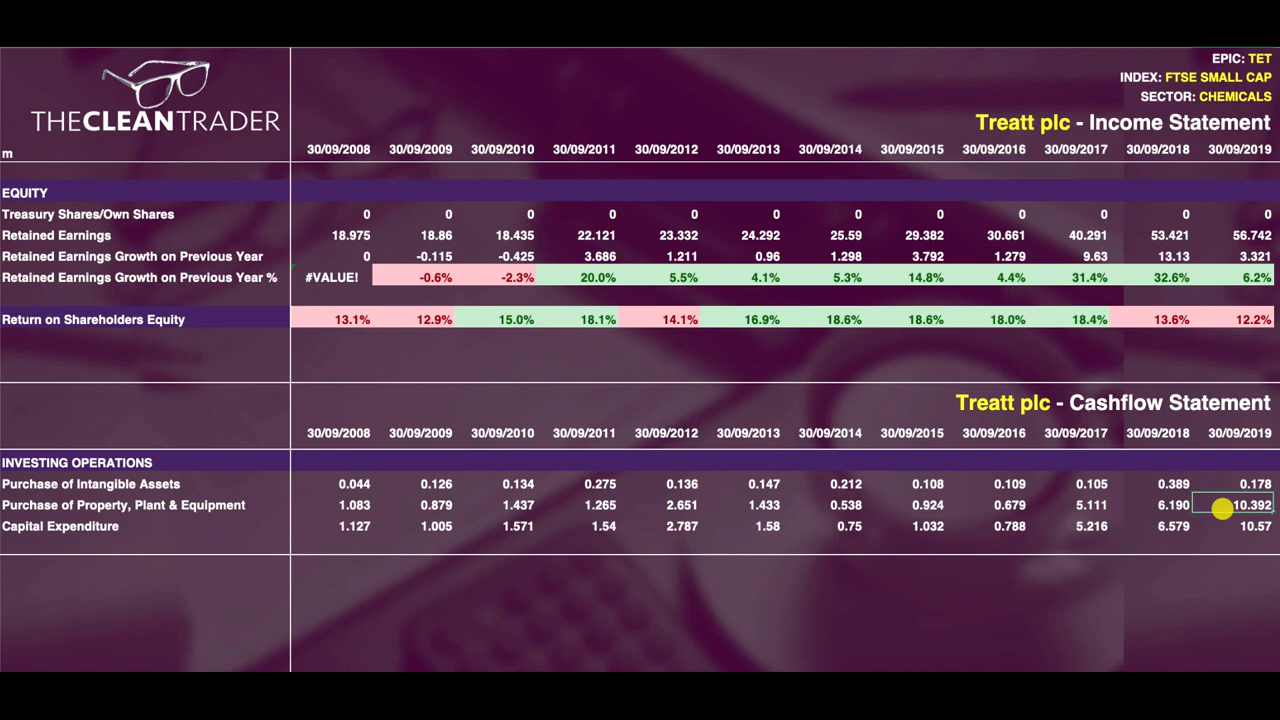 THECLEANTRADER
EPIC: TET
INDEX: FTSE SMALL CAP
SECTOR: CHEMICALS
Treatt plc - Income Statement
m 30/09/2008 30/09/2009 30/09/2010 30/09/2011 30/09/2012 30/09/2013 30/09/2014 30/09/2015 30/09/2016 30/09/2017 30/09/2018 30/09/2019
EQUITY
Treasury Shares/Own Shares 0 0 0 0 0 0 0 0 0 0 0 0
Retained Earnings 18.975 18.86 18.435 22.121 23.332 24.292 25.59 29.382 30.661 40.291 53.421 56.742
Retained Earnings Growth on Previous Year 0 -0.115 -0.425 3.686 1.211 0.96 1.298 3.792 1.279 9.63 13.13 3.321
Retained Earnings Growth on Previous Year % #VALUE! -0.6% -2.3% 20.0% 5.5% 4.1% 5.3% 14.8% 4.4% 31.4% 32.6% 6.2%
Return on Shareholders Equity 13.1% 12.9% 15.0% 18.1% 14.1% 16.9% 18.6% 18.6% 18.0% 18.4% 13.6% 12.2%
Treatt plc - Cashflow Statement
30/09/2008 30/09/2009 30/09/2010 30/09/2011 30/09/2012 30/09/2013 30/09/2014 30/09/2015 30/09/2016 30/09/2017 30/09/2018 30/09/2019
INVESTING OPERATIONS
Purchase of Intangible Assets 0.044 0.126 0.134 0.275 0.136 0.147 0.212 0.108 0.109 0.105 0.389 0.178
Purchase of Property, Plant & Equipment 1.083 0.879 1.437 1.265 2.651 1.433 0.538 0.924 0.679 5.111 6.190 10.392
Capital Expenditure 1.127 1.005 1.571 1.54 2.787 1.58 0.75 1.032 0.788 5.216 6.579 10.57